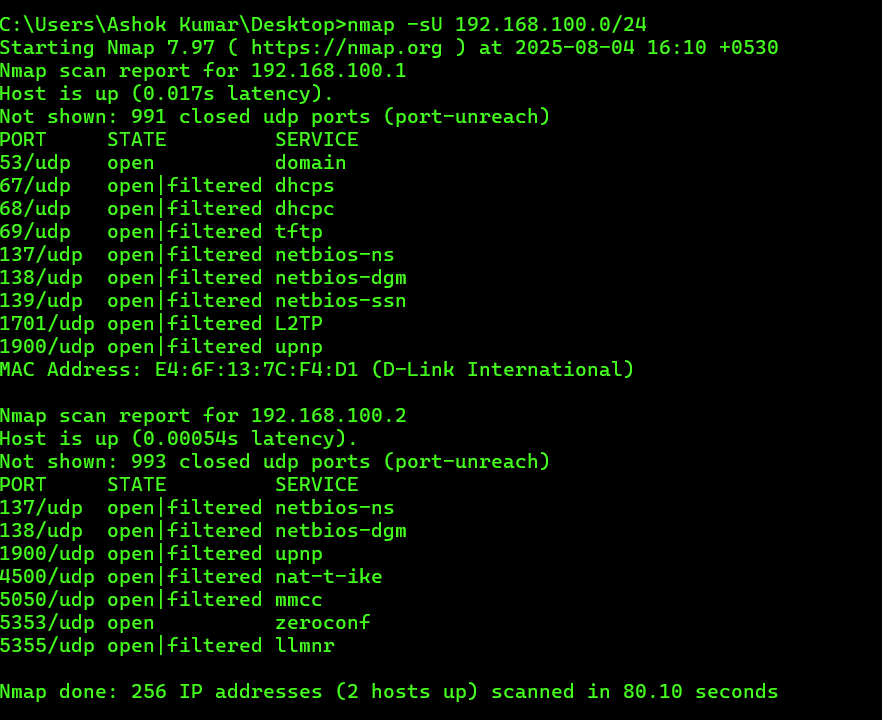 C:\Users\Ashok Kumar\Desktop>nmap -sU 192.168.100.0/24
Starting Nmap 7.97 ( https://nmap.org ) at 2025-08-04 16:10 +0530
Nmap scan report for 192.168.100.1
Host is up (0.017s latency).
Not shown: 991 closed udp ports (port-unreach)
PORT     STATE         SERVICE
53/udp   open          domain
67/udp   open|filtered dhcps
68/udp   open|filtered dhcpc
69/udp   open|filtered tftp
137/udp  open|filtered netbios-ns
138/udp  open|filtered netbios-dgm
139/udp  open|filtered netbios-ssn
1701/udp open|filtered L2TP
1900/udp open|filtered upnp
MAC Address: E4:6F:13:7C:F4:D1 (D-Link International)

Nmap scan report for 192.168.100.2
Host is up (0.00054s latency).
Not shown: 993 closed udp ports (port-unreach)
PORT     STATE         SERVICE
137/udp  open|filtered netbios-ns
138/udp  open|filtered netbios-dgm
1900/udp open|filtered upnp
4500/udp open|filtered nat-t-ike
5050/udp open|filtered mmcc
5353/udp open          zeroconf
5355/udp open|filtered llmnr

Nmap done: 256 IP addresses (2 hosts up) scanned in 80.10 seconds